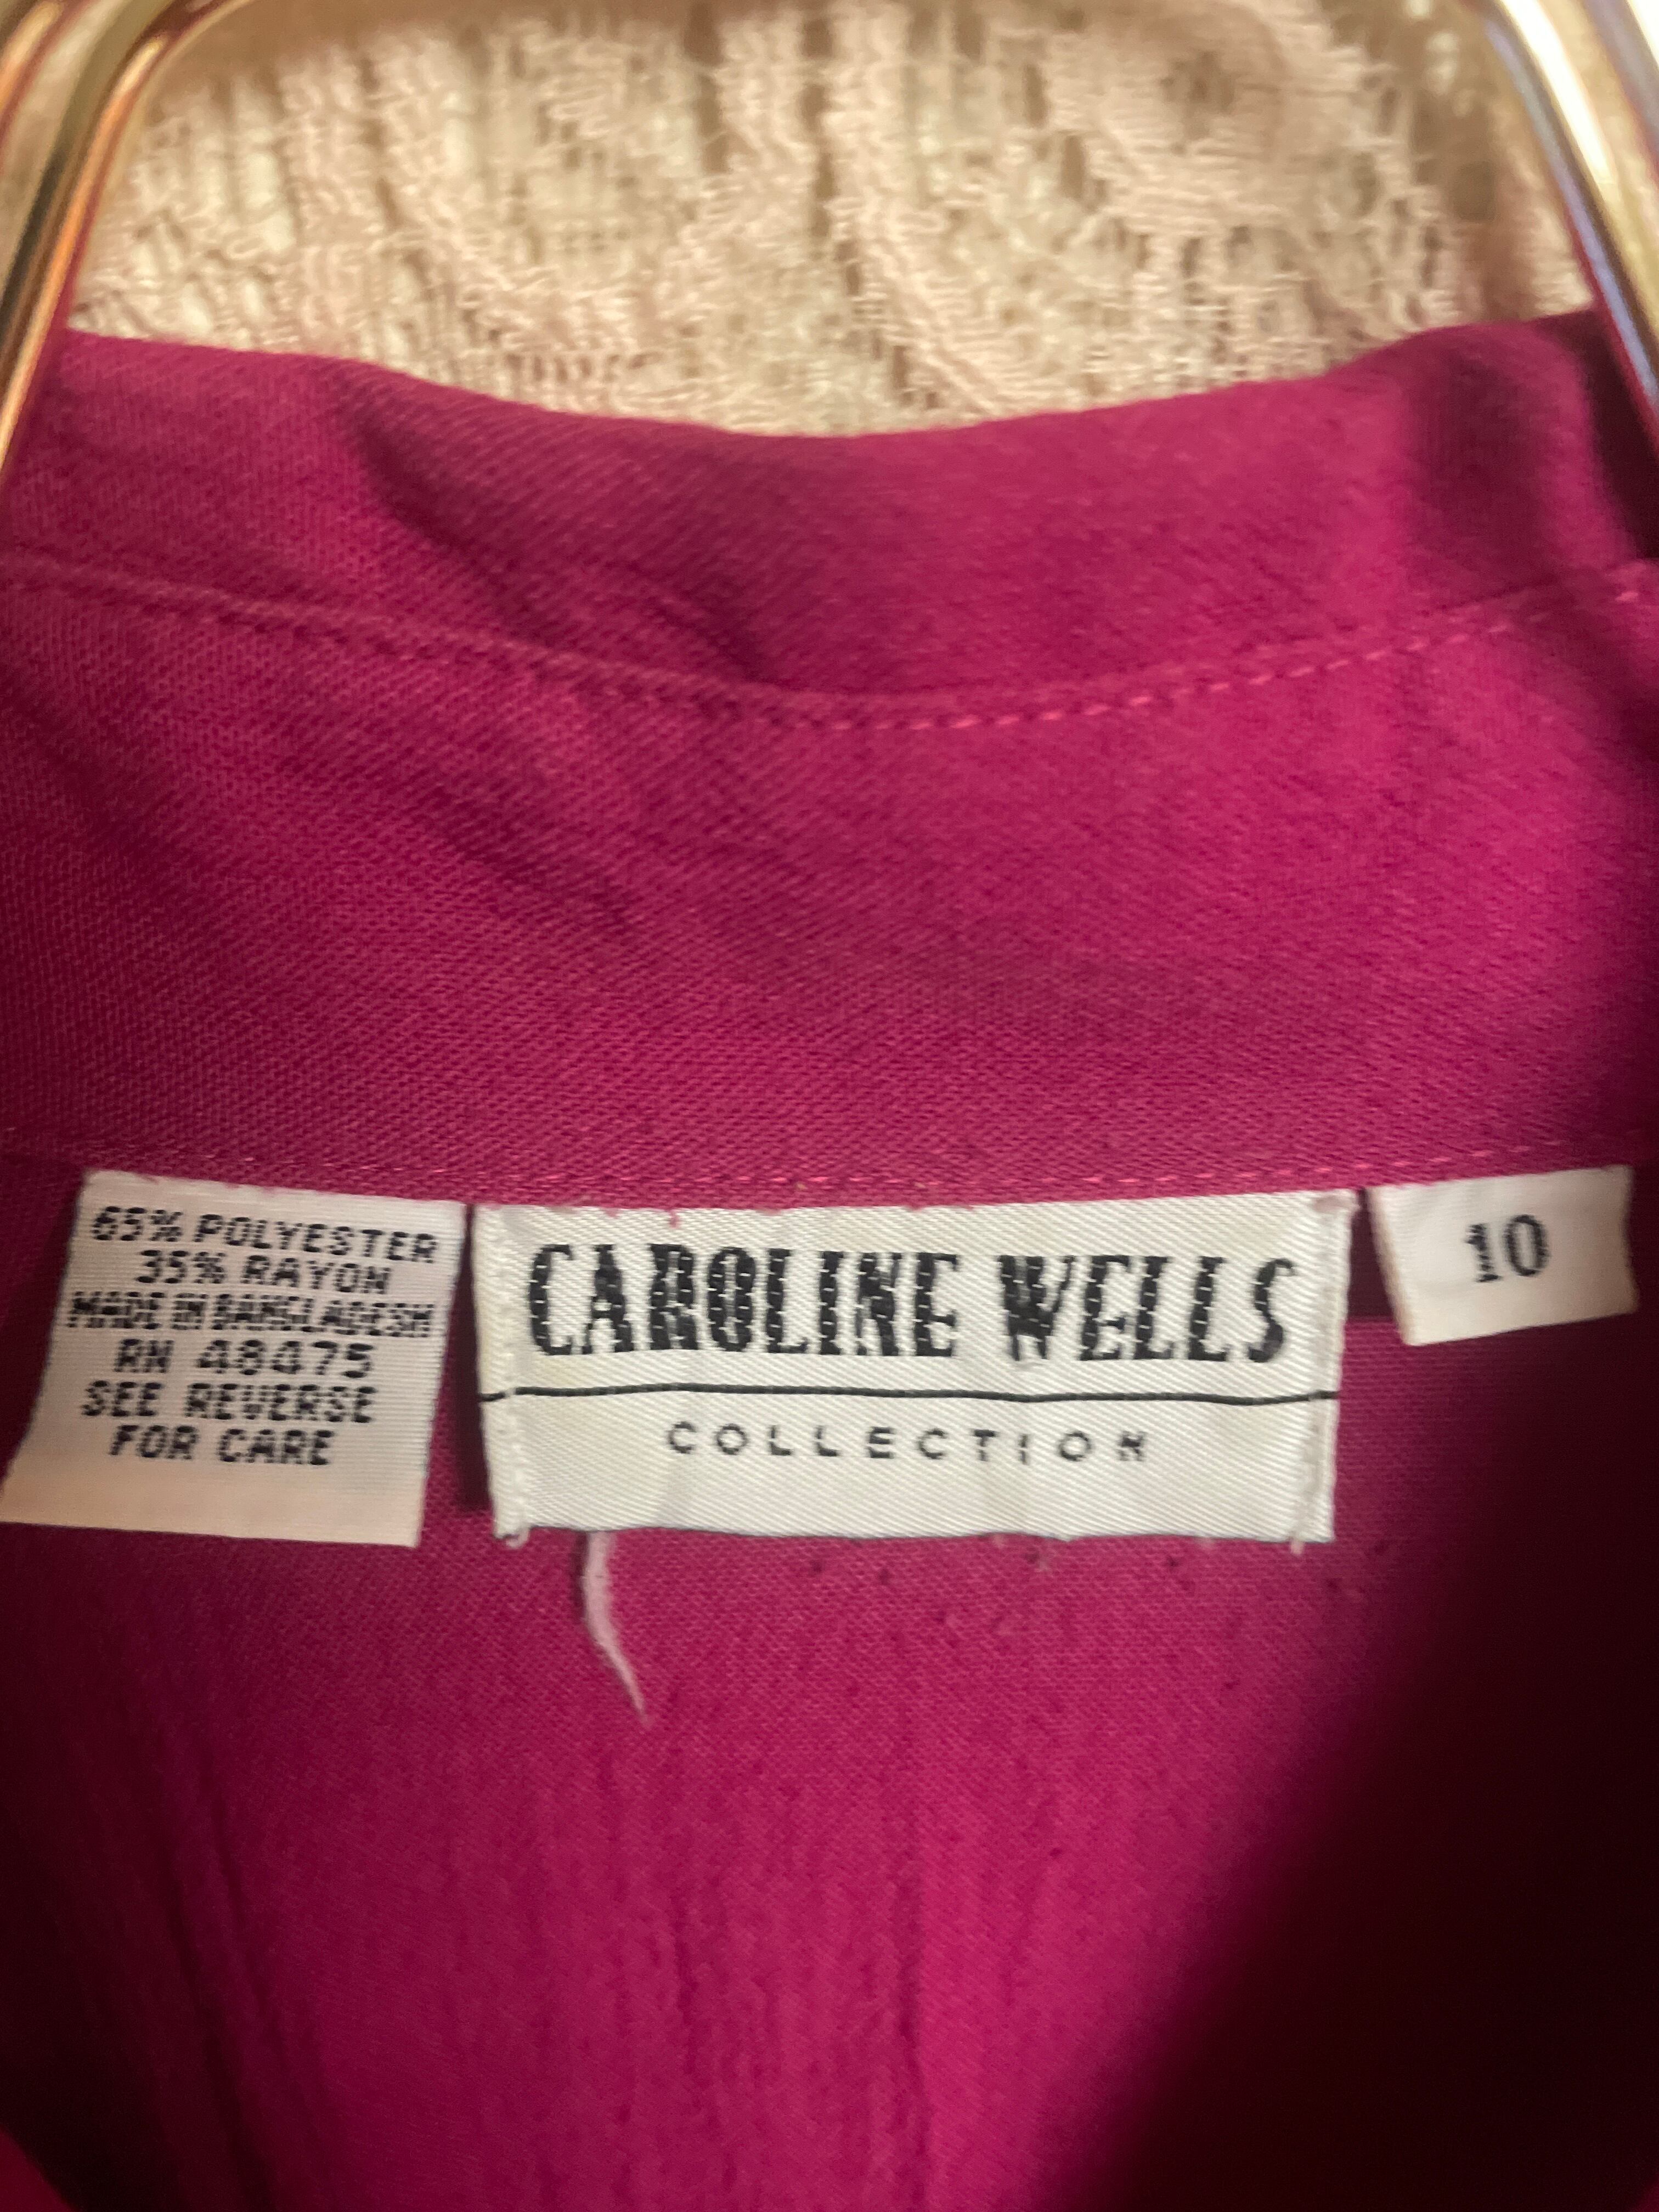 65% POLYESTER
35% RAYON
MADE IN BANGLADESH
RN 48475
SEE REVERSE
FOR CARE
CAROLINE WELLS
COLLECTION
10